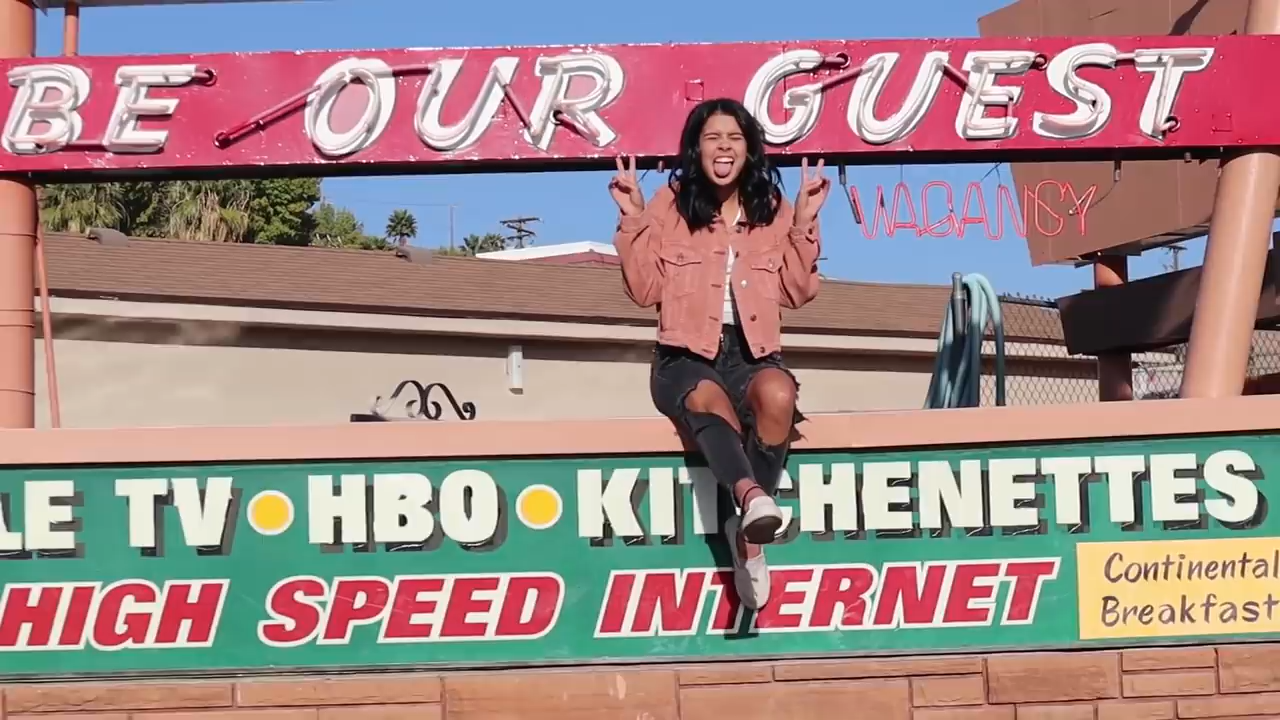 BE OUR GUEST
VACANCY
LE TV • HBO • KITCHENETTES
HIGH SPEED INTERNET
Continental
Breakfast